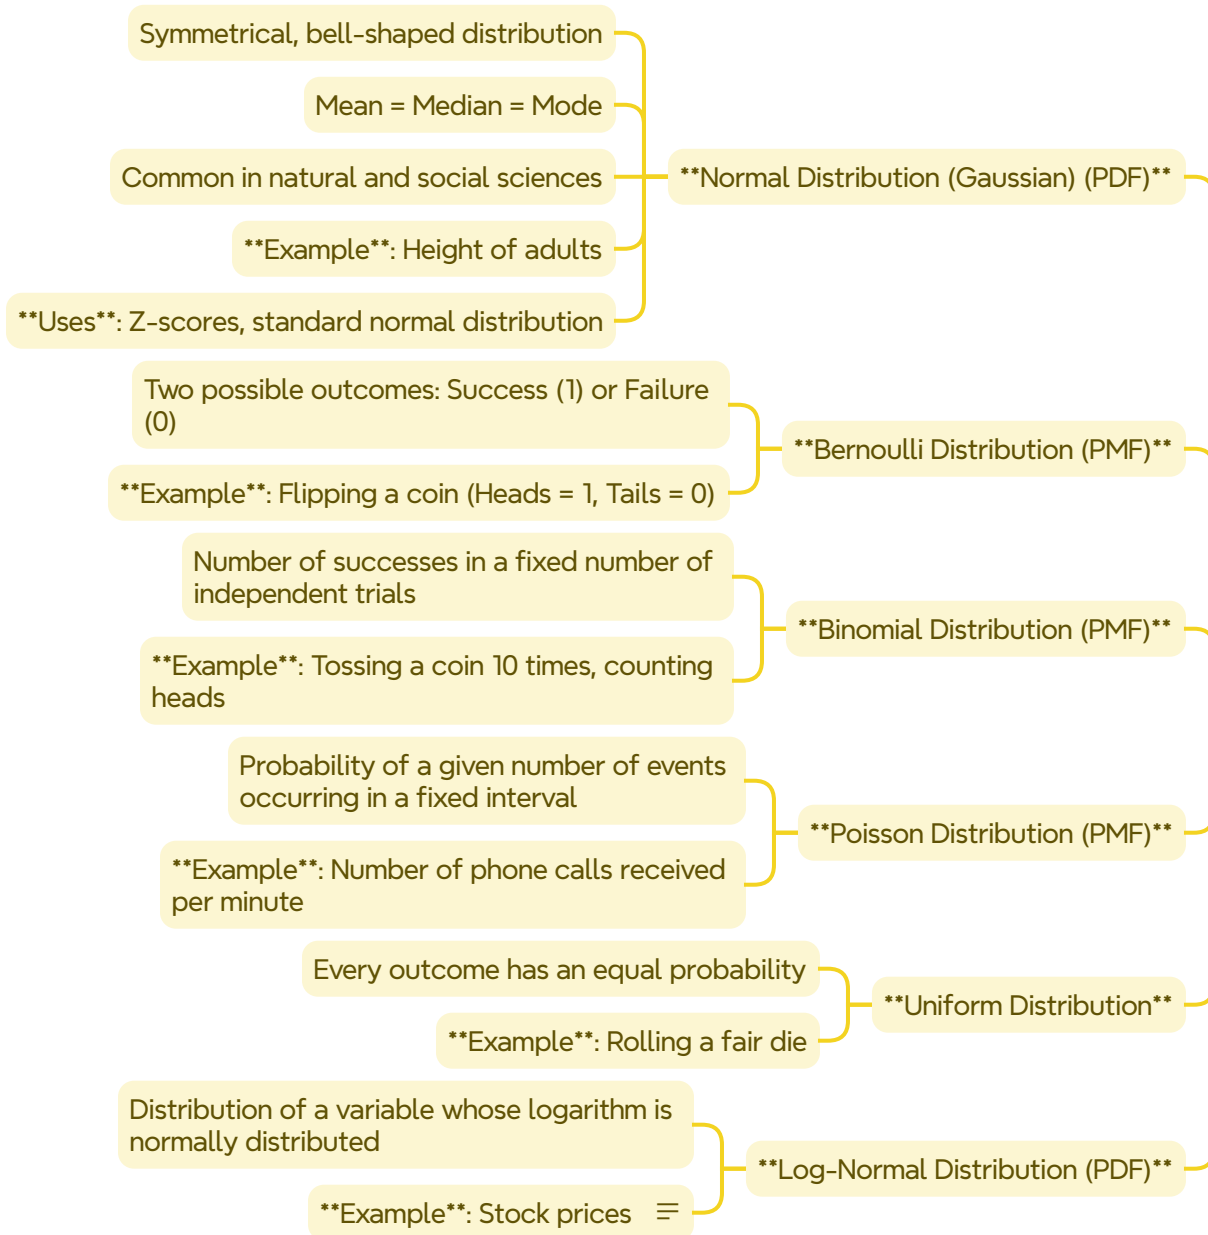 Symmetrical, bell-shaped distribution
Mean = Median = Mode
Common in natural and social sciences
**Example**: Height of adults
**Uses**: Z-scores, standard normal distribution
**Normal Distribution (Gaussian) (PDF)**
Two possible outcomes: Success (1) or Failure
(0)
**Example**: Flipping a coin (Heads = 1, Tails = 0)
**Bernoulli Distribution (PMF)**
Number of successes in a fixed number of
independent trials
**Example**: Tossing a coin 10 times, counting
heads
**Binomial Distribution (PMF)**
Probability of a given number of events
occurring in a fixed interval
**Example**: Number of phone calls received
per minute
**Poisson Distribution (PMF)**
Every outcome has an equal probability
**Example**: Rolling a fair die
**Uniform Distribution**
Distribution of a variable whose logarithm is
normally distributed
**Example**: Stock prices
**Log-Normal Distribution (PDF)**